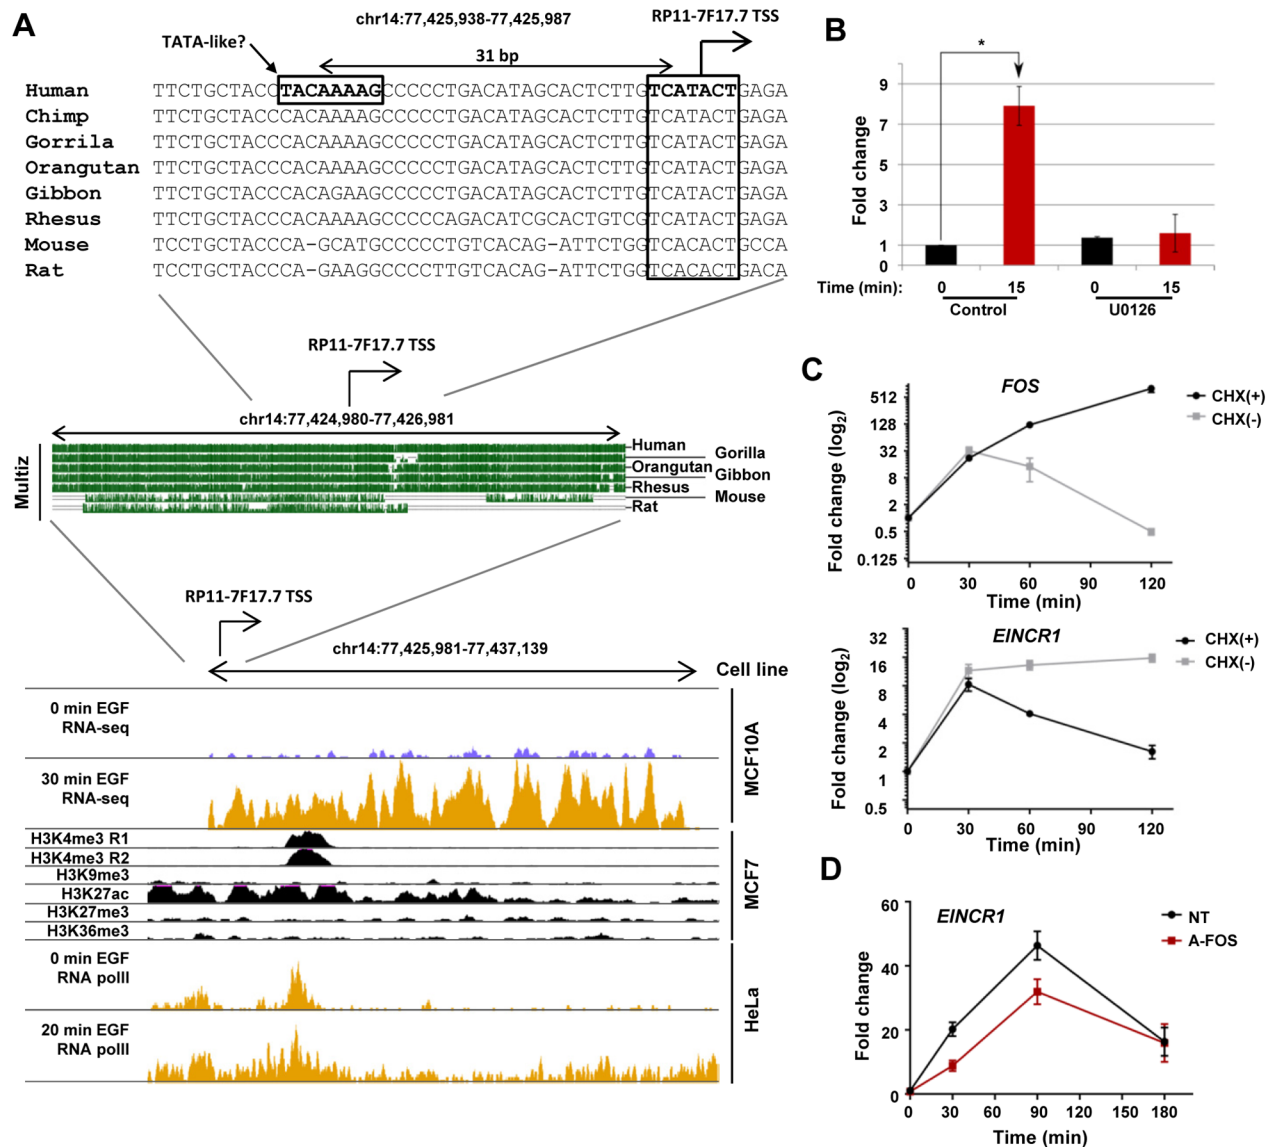 A
chr14:77,425,938-77,425,987
RP11-7F17.7 TSS
TATA-like?
31 bp
Human TTCTGCTACCCTACAAAAGCCCCCTGACATAGCACTCTTGTCATACTGAGA
Chimp TTCTGCTACCCACAAAAGCCCCCTGACATAGCACTCTTGTCATACTGAGA
Gorrila TTCTGCTACCCACAAAAGCCCCCTGACATAGCACTCTTGTCATACTGAGA
Orangutan TTCTGCTACCCACAAAAGCCCCCTGACATAGCACTCTTGTCATACTGAGA
Gibbon TTCTGCTACCCACAGAAGCCCCCTGACATAGCACTCTTGTCATACTGAGA
Rhesus TTCTGCTACCCACAAAAGCCCCCAGACATCGCACTGTCGTCATACTGAGA
Mouse TCCTGCTACCCA-GCATGCCCCCTGTCACAG-ATTCTGGTCACACTGCCA
Rat TCCTGCTACCCA-GAAGGCCCCTTGTCACAG-ATTCTGGTCACACTGACA
RP11-7F17.7 TSS
chr14:77,424,980-77,426,981
Multiz
Human
Gorilla
Orangutan
Gibbon
Rhesus
Mouse
Rat
RP11-7F17.7 TSS
chr14:77,425,981-77,437,139
Cell line
0 min EGF
RNA-seq
30 min EGF
RNA-seq
MCF10A
H3K4me3 R1
H3K4me3 R2
H3K9me3
H3K27ac
H3K27me3
H3K36me3
MCF7
0 min EGF
RNA polII
20 min EGF
RNA polII
HeLa
B
*
Fold change
9
7
5
3
1
0
Time (min): 0 15 0 15
Control U0126
C
FOS
CHX(+)
CHX(-)
Fold change (log2)
512
128
32
8
2
0.5
0.125
0 30 60 90 120
Time (min)
EINCR1
CHX(+)
CHX(-)
Fold change (log2)
32
16
8
4
2
1
0.5
0 30 60 90 120
Time (min)
D
EINCR1
NT
A-FOS
Fold change
60
40
20
0
0 30 60 90 120 150 180
Time (min)